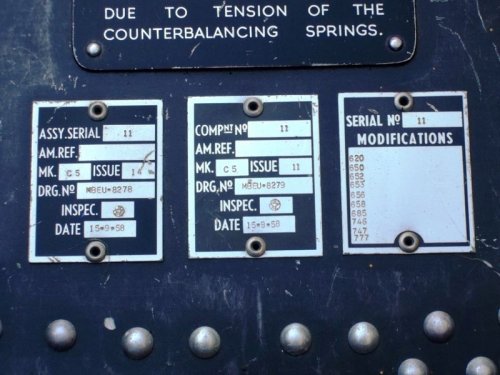 DUE TO TENSION OF THE
COUNTERBALANCING SPRINGS.
ASSY. SERIAL 11
AM. REF.
MK. C5 ISSUE 14
DRG. No MBEU*8278
INSPEC.
DATE 15*9*58
COMPNT No 11
AM. REF.
MK. C5 ISSUE 11
DRG. No MBEU*8279
INSPEC.
DATE 15*9*58
SERIAL No 11
MODIFICATIONS
620
650
652
653
656
658
685
746
747
777